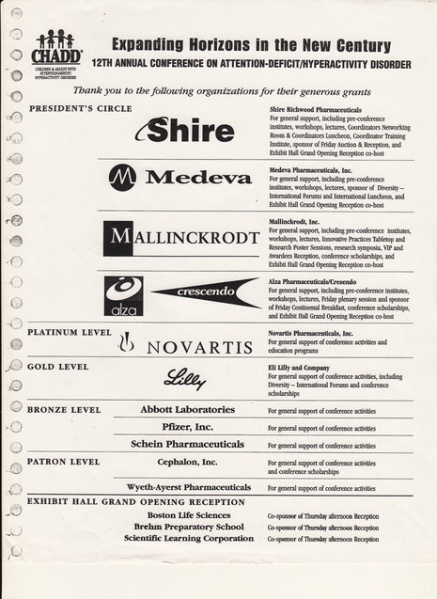 CHADD
CHILDREN & ADULTS WITH
ATTENTION-DEFICIT/
HYPERACTIVITY DISORDER
Expanding Horizons in the New Century
12TH ANNUAL CONFERENCE ON ATTENTION-DEFICIT/HYPERACTIVITY DISORDER
Thank you to the following organizations for their generous grants
PRESIDENT'S CIRCLE
Shire
Shire Richwood Pharmaceuticals
For general support, including pre-conference
institutes, workshops, lectures, Coordinators Networking
Room & Coordinators Luncheon, Coordinator Training
Institute, sponsor of Friday Auction & Reception, and
Exhibit Hall Grand Opening Reception co-host
M Medeva
Medeva Pharmaceuticals, Inc.
For general support, including pre-conference
institutes, workshops, lectures, sponsor of Diversity –
International Forums and International Luncheon, and
Exhibit Hall Grand Opening Reception co-host
MALLINCKRODT
Mallinckrodt, Inc.
For general support, including pre-conference institutes,
workshops, lectures, Innovative Practices Tabletop and
Research Poster Sessions, research symposia, VIP and
Awardees Reception, conference scholarships, and
Exhibit Hall Grand Opening Reception co-host
alza
crescendo
Alza Pharmaceuticals/Cresendo
For general support, including pre-conference institutes,
workshops, lectures, Friday plenary session and sponsor
of Friday Continental Breakfast, conference scholarships,
and Exhibit Hall Grand Opening Reception co-host
PLATINUM LEVEL
NOVARTIS
Novartis Pharmaceuticals, Inc.
For general support of conference activities and
education programs
GOLD LEVEL
Lilly
Eli Lilly and Company
For general support of conference activities, including
Diversity – International Forums and conference
scholarships
BRONZE LEVEL
Abbott Laboratories
For general support of conference activities
Pfizer, Inc.
For general support of conference activities
Schein Pharmaceuticals
For general support of conference activities
PATRON LEVEL
Cephalon, Inc.
For general support of conference activities
and conference scholarships
Wyeth-Ayerst Pharmaceuticals
For general support of conference activities
EXHIBIT HALL GRAND OPENING RECEPTION
Boston Life Sciences
Co-sponsor of Thursday afternoon Reception
Brehm Preparatory School
Co-sponsor of Thursday afternoon Reception
Scientific Learning Corporation
Co-sponsor of Thursday afternoon Reception